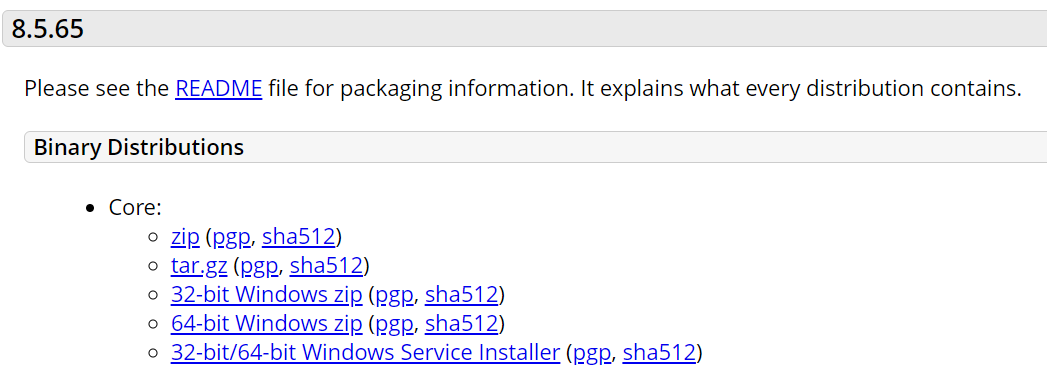 8.5.65
Please see the README file for packaging information. It explains what every distribution contains.
Binary Distributions
• Core:
◦ zip (pgp, sha512)
◦ tar.gz (pgp, sha512)
◦ 32-bit Windows zip (pgp, sha512)
◦ 64-bit Windows zip (pgp, sha512)
◦ 32-bit/64-bit Windows Service Installer (pgp, sha512)